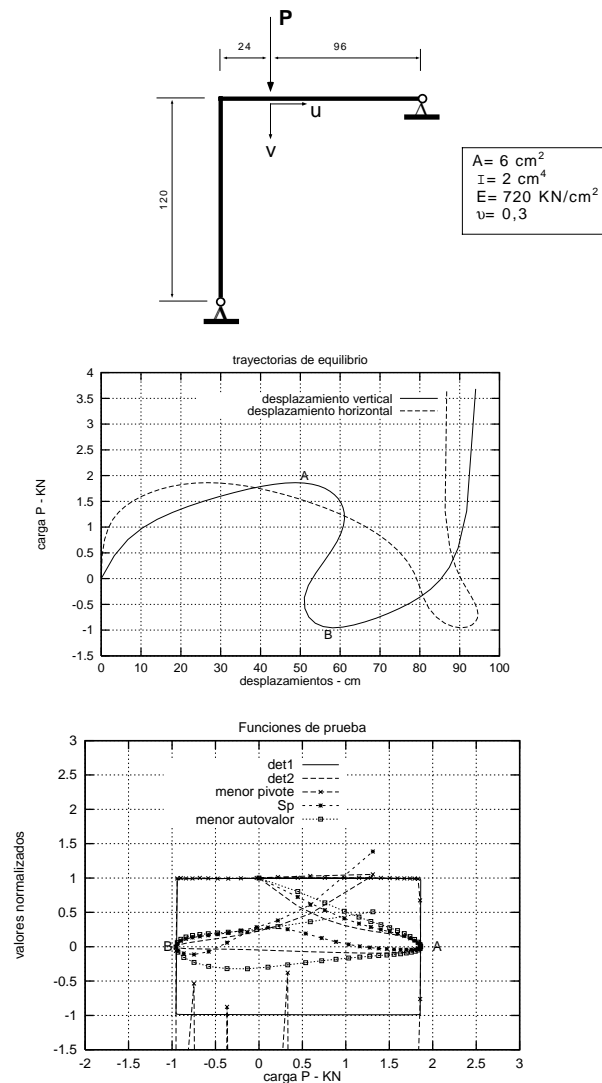 P
24
96
u
v
120
A= 6 cm²
I= 2 cm⁴
E= 720 KN/cm²
υ= 0,3
trayectorias de equilibrio
desplazamiento vertical
desplazamiento horizontal
A
B
carga P - KN
4
3.5
3
2.5
2
1.5
1
0.5
0
-0.5
-1
-1.5
0 10 20 30 40 50 60 70 80 90 100
desplazamientos - cm
Funciones de prueba
det1
det2
menor pivote
Sp
menor autovalor
B
A
valores normalizados
3
2.5
2
1.5
1
0.5
0
-0.5
-1
-1.5
-2 -1.5 -1 -0.5 0 0.5 1 1.5 2 2.5 3
carga P - KN